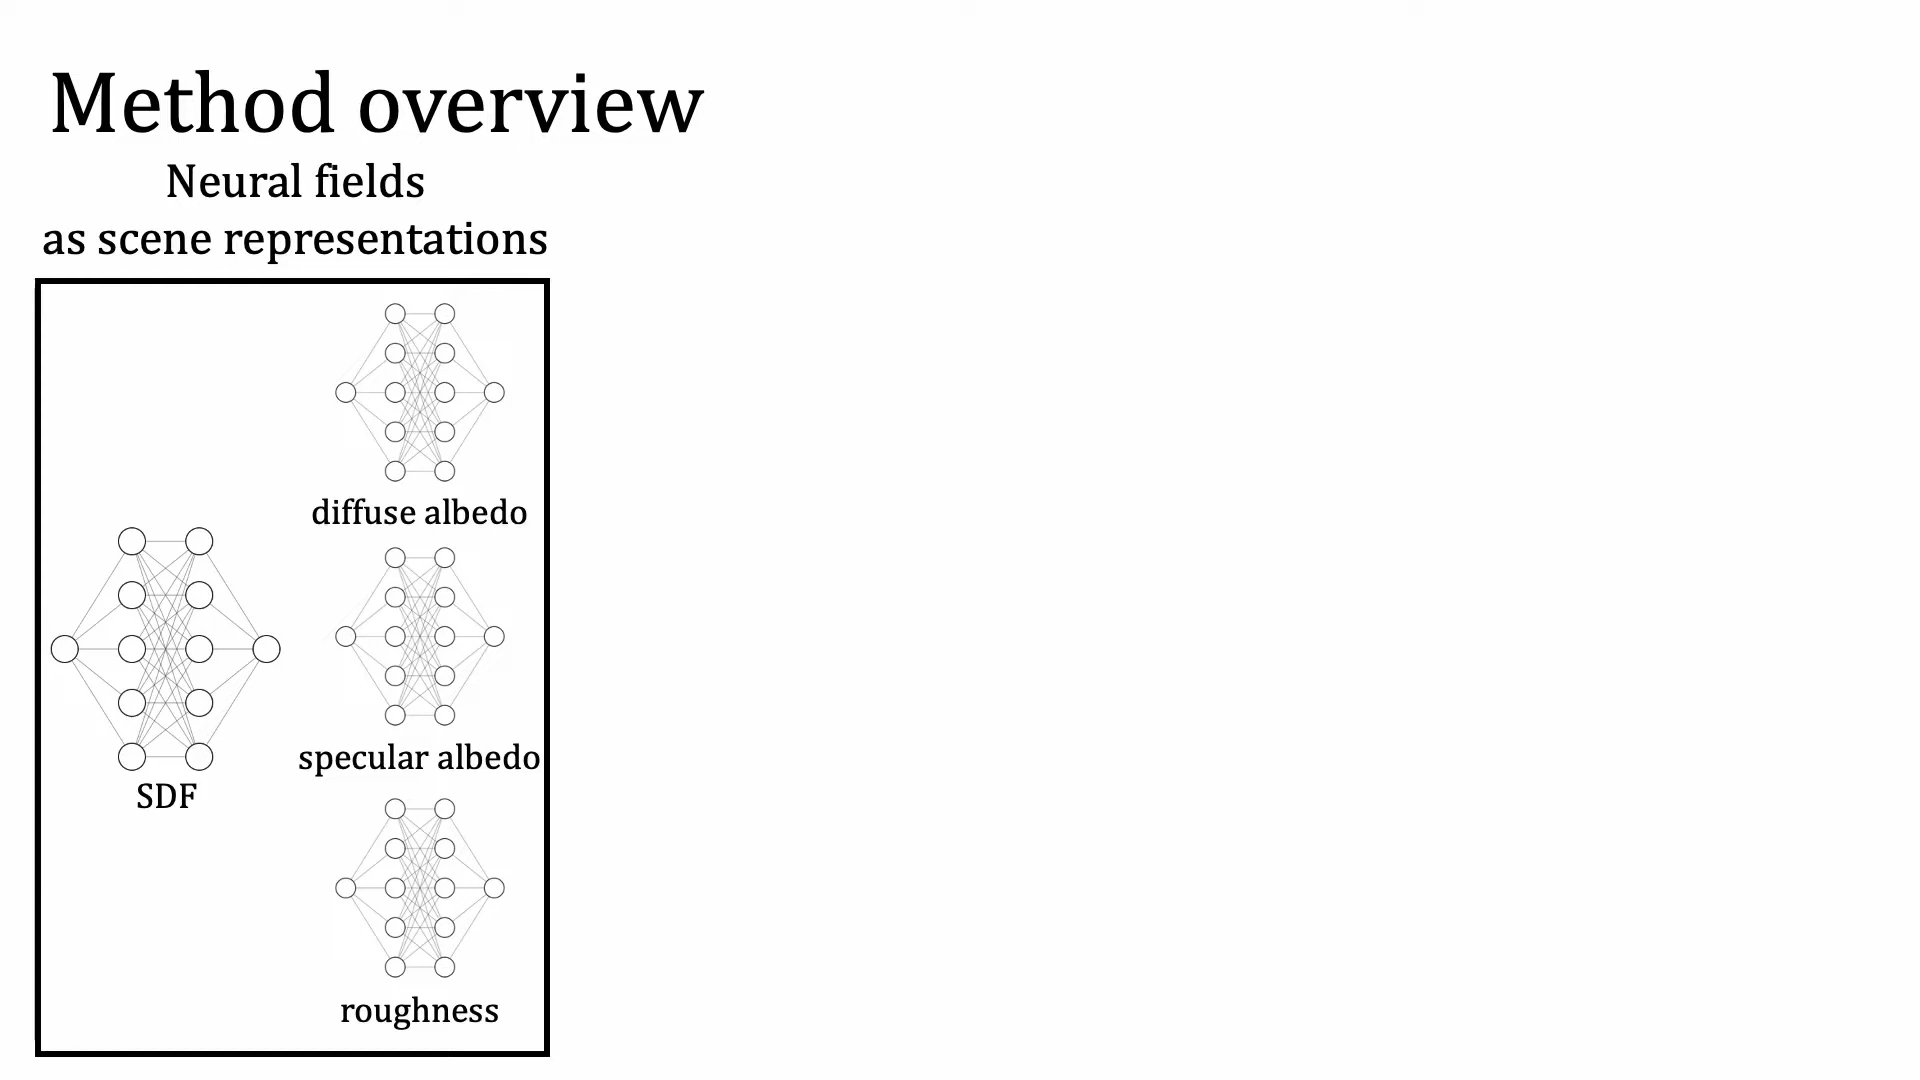 Method overview
Neural fields
as scene representations
diffuse albedo
specular albedo
SDF
roughness